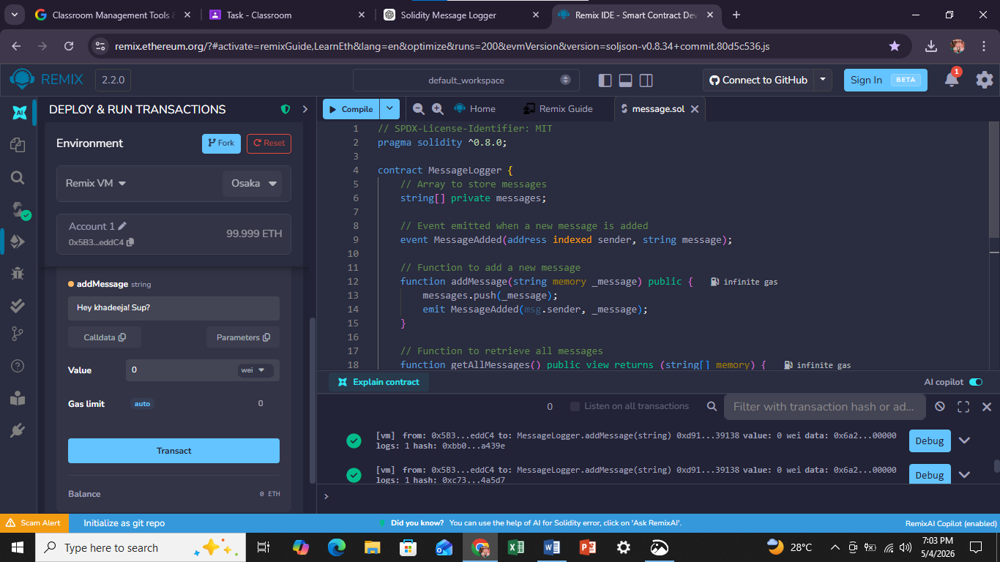 Classroom Management Tools &
Task - Classroom
Solidity Message Logger
Remix IDE - Smart Contract Dev
remix.ethereum.org/?#activate=remixGuide,LearnEth&lang=en&optimize&runs=200&evmVersion&version=soljson-v0.8.34+commit.80d5c536.js
REMIX
2.2.0
default_workspace
Connect to GitHub
Sign In BETA
1
AI
DEPLOY & RUN TRANSACTIONS
Environment
Fork
Reset
Remix VM
Osaka
Account 1
0x5B3...eddC4
99.999 ETH
addMessage string
Hey khadeeja! Sup?
Calldata
Parameters
Value
0
wei
Gas limit
auto
0
Transact
Balance
0 ETH
Compile
Home
Remix Guide
message.sol
1 // SPDX-License-Identifier: MIT
2 pragma solidity ^0.8.0;
3
4 contract MessageLogger {
5 // Array to store messages
6 string[] private messages;
7
8 // Event emitted when a new message is added
9 event MessageAdded(address indexed sender, string message);
10
11 // Function to add a new message
12 function addMessage(string memory _message) public { infinite gas
13 messages.push(_message);
14 emit MessageAdded(msg.sender, _message);
15 }
16
17 // Function to retrieve all messages
18 function getAllMessages() public view returns (string[] memory) { infinite gas
Explain contract
AI copilot
0
Listen on all transactions
Filter with transaction hash or ad...
[vm] from: 0x5B3...eddC4 to: MessageLogger.addMessage(string) 0xd91...39138 value: 0 wei data: 0x6a2...00000
logs: 1 hash: 0xbb0...a439e
Debug
[vm] from: 0x5B3...eddC4 to: MessageLogger.addMessage(string) 0xd91...39138 value: 0 wei data: 0x6a2...00000
logs: 1 hash: 0xc73...4a5d7
Debug
>
Scam Alert
Initialize as git repo
Did you know? You can use the help of AI for Solidity error, click on 'Ask RemixAI'.
RemixAI Copilot (enabled)
Type here to search
28°C
7:03 PM
5/4/2026